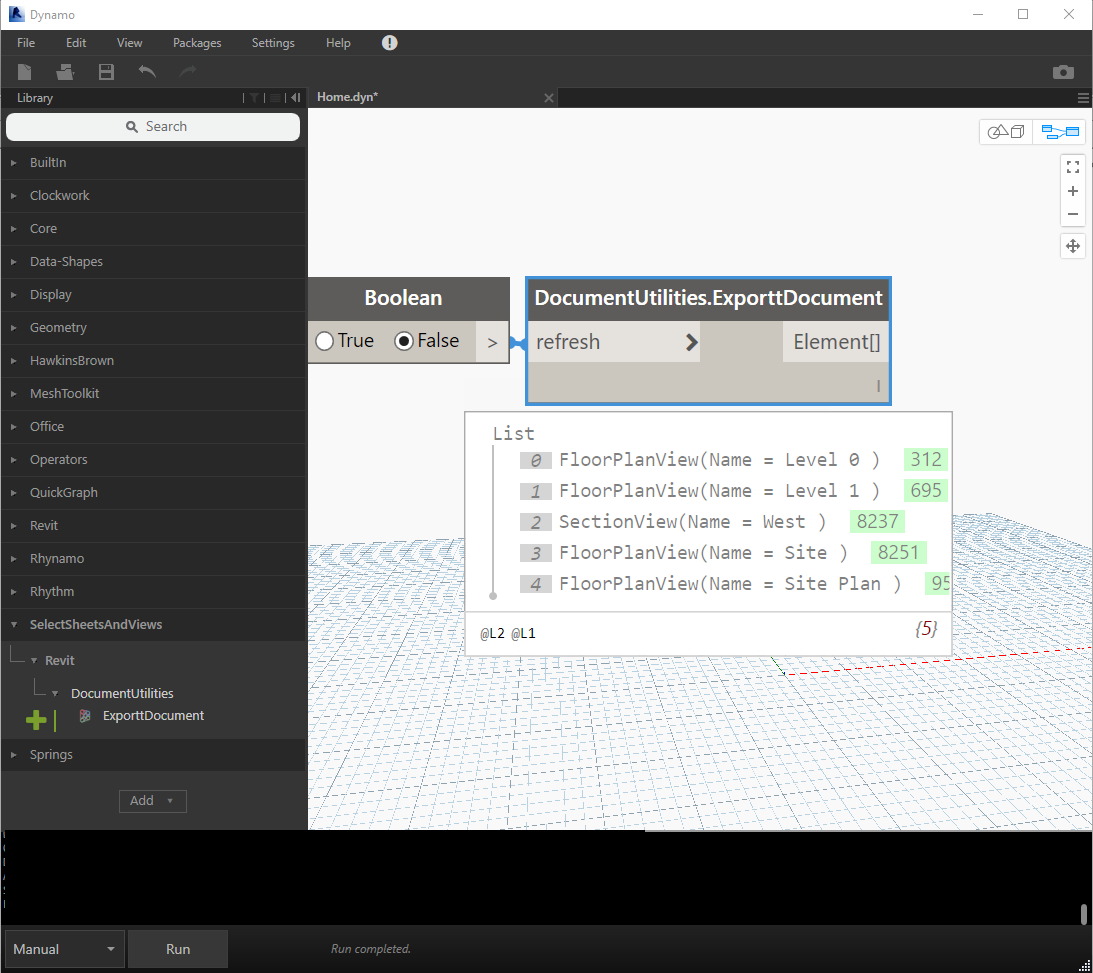 Dynamo
File Edit View Packages Settings Help
Library
Home.dyn*
Search
BuiltIn
Clockwork
Core
Data-Shapes
Display
Geometry
HawkinsBrown
MeshToolkit
Office
Operators
QuickGraph
Revit
Rhynamo
Rhythm
SelectSheetsAndViews
Revit
DocumentUtilities
ExporttDocument
Springs
Add
Boolean
True False >
DocumentUtilities.ExporttDocument
refresh Element[]
List
0 FloorPlanView(Name = Level 0 ) 312
1 FloorPlanView(Name = Level 1 ) 695
2 SectionView(Name = West ) 8237
3 FloorPlanView(Name = Site ) 8251
4 FloorPlanView(Name = Site Plan ) 95
@L2 @L1 {5}
Manual Run Run completed.